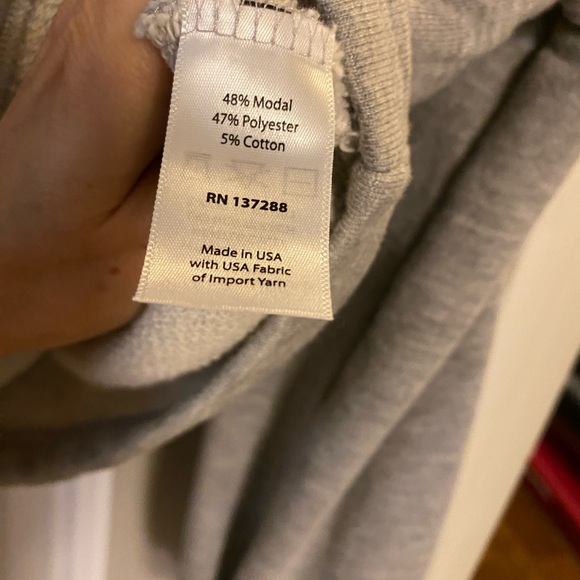 48% Modal
47% Polyester
5% Cotton
RN 137288
Made in USA
with USA Fabric
of Import Yarn